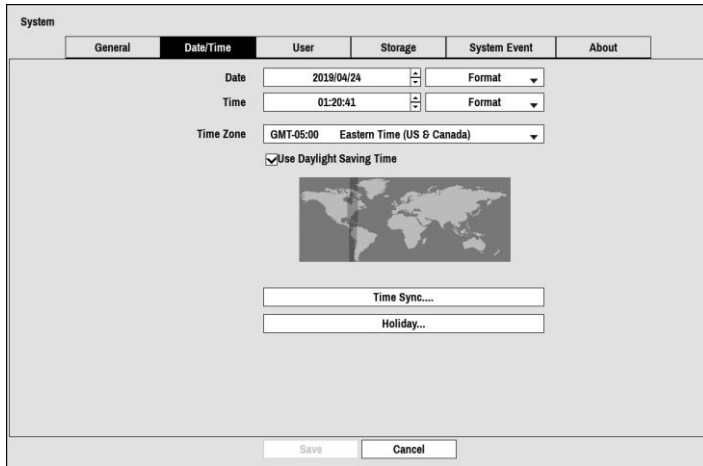 System
General Date/Time User Storage System Event About
Date 2019/04/24 Format
Time 01:20:41 Format
Time Zone GMT-05:00 Eastern Time (US & Canada)
Use Daylight Saving Time
Time Sync....
Holiday...
Save Cancel